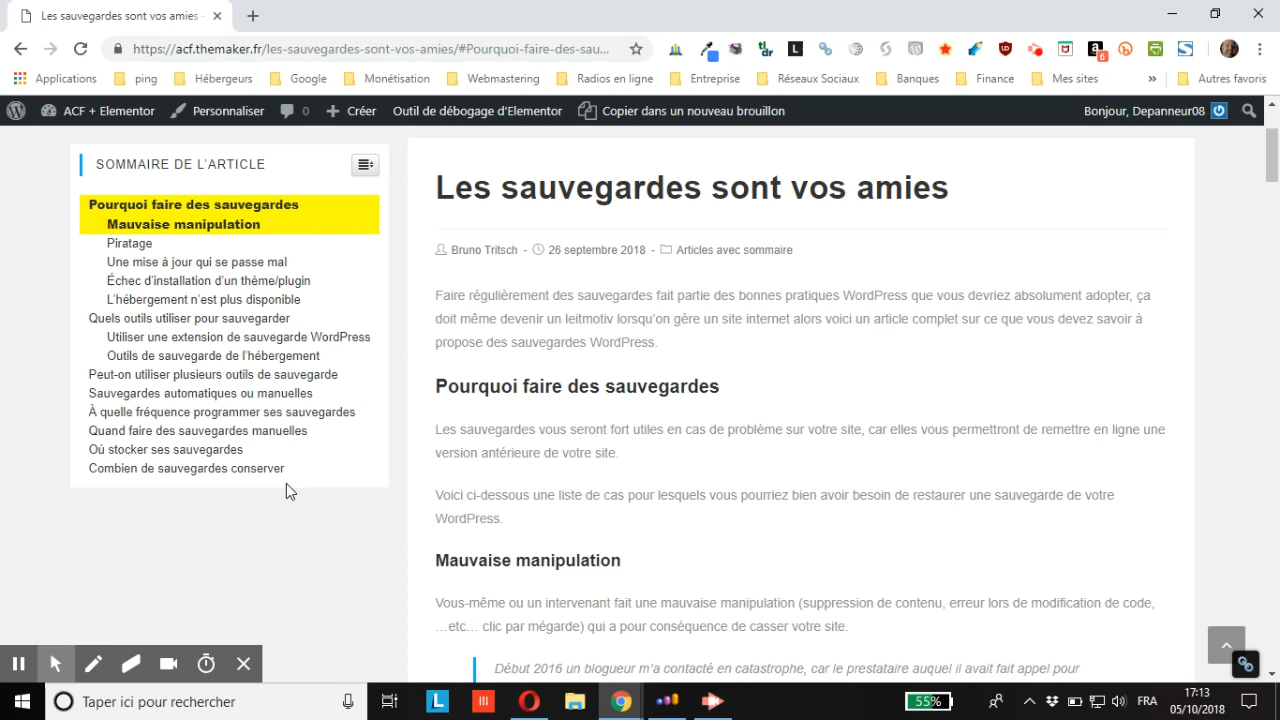 Les sauvegardes sont vos amies -
https://acf.themaker.fr/les-sauvegardes-sont-vos-amies/#Pourquoi-faire-des-sau...
Applications ping Hébergeurs Google Monétisation Webmastering Radios en ligne Entreprise Réseaux Sociaux Banques Finance Mes sites » Autres favoris
ACF + Elementor Personnaliser 0 Créer Outil de débogage d'Elementor Copier dans un nouveau brouillon Bonjour, Depanneur08
SOMMAIRE DE L'ARTICLE
Pourquoi faire des sauvegardes
Mauvaise manipulation
Piratage
Une mise à jour qui se passe mal
Échec d'installation d'un thème/plugin
L'hébergement n'est plus disponible
Quels outils utiliser pour sauvegarder
Utiliser une extension de sauvegarde WordPress
Outils de sauvegarde de l'hébergement
Peut-on utiliser plusieurs outils de sauvegarde
Sauvegardes automatiques ou manuelles
À quelle fréquence programmer ses sauvegardes
Quand faire des sauvegardes manuelles
Où stocker ses sauvegardes
Combien de sauvegardes conserver
Les sauvegardes sont vos amies
Bruno Tritsch - 26 septembre 2018 - Articles avec sommaire
Faire régulièrement des sauvegardes fait partie des bonnes pratiques WordPress que vous devriez absolument adopter, ça
doit même devenir un leitmotiv lorsqu'on gère un site internet alors voici un article complet sur ce que vous devez savoir à
propose des sauvegardes WordPress.
Pourquoi faire des sauvegardes
Les sauvegardes vous seront fort utiles en cas de problème sur votre site, car elles vous permettront de remettre en ligne une
version antérieure de votre site.
Voici ci-dessous une liste de cas pour lesquels vous pourriez bien avoir besoin de restaurer une sauvegarde de votre
WordPress.
Mauvaise manipulation
Vous-même ou un intervenant fait une mauvaise manipulation (suppression de contenu, erreur lors de modification de code,
…etc… clic par mégarde) qui a pour conséquence de casser votre site.
Début 2016 un blogueur m'a contacté en catastrophe, car le prestataire auquel il avait fait appel pour
Taper ici pour rechercher
55%
FRA
17:13
05/10/2018